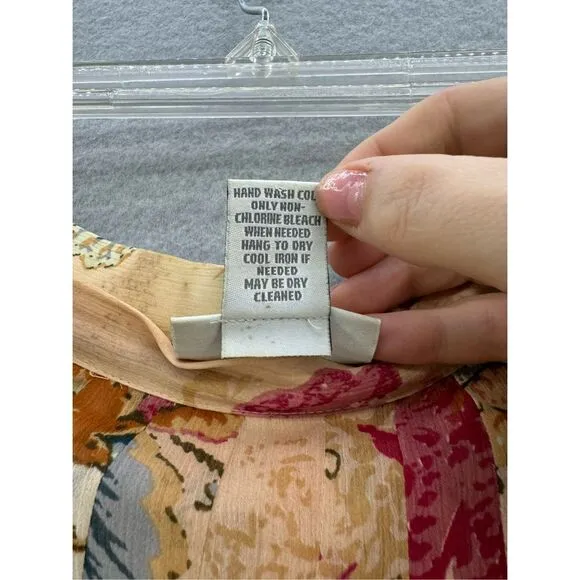 HAND WASH COL
ONLY NON-
CHLORINE BLEACH
WHEN NEEDED
HANG TO DRY
COOL IRON IF
NEEDED
MAY BE DRY
CLEANED